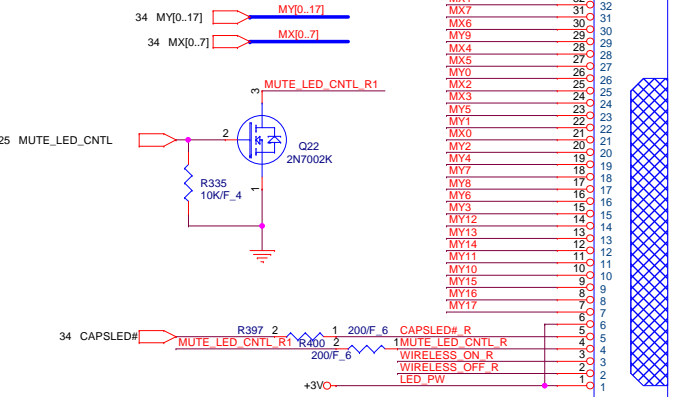 32 32
MX7 31 31
MX6 30 30
MY9 29 29
MX4 28 28
MX5 27 27
MY0 26 26
MX2 25 25
MX3 24 24
MY5 23 23
MY1 22 22
MX0 21 21
MY2 20 20
MY4 19 19
MY7 18 18
MY8 17 17
MY6 16 16
MY3 15 15
MY12 14 14
MY13 13 13
MY14 12 12
MY11 11 11
MY10 10 10
MY15 9 9
MY16 8 8
MY17 7 7
6 6
CAPSLED#_R 5 5
MUTE_LED_CNTL_R 4 4
WIRELESS_ON_R 3 3
WIRELESS_OFF_R 2 2
LED_PW 1 1
34 MY[0..17] MY[0..17]
34 MX[0..7] MX[0..7]
MUTE_LED_CNTL_R1
3
25 MUTE_LED_CNTL
2
Q22
2N7002K
1
R335
10K/F_4
34 CAPSLED#
R397 2 1 200/F_6
MUTE_LED_CNTL_R1 R400 2 1
200/F_6
+3V